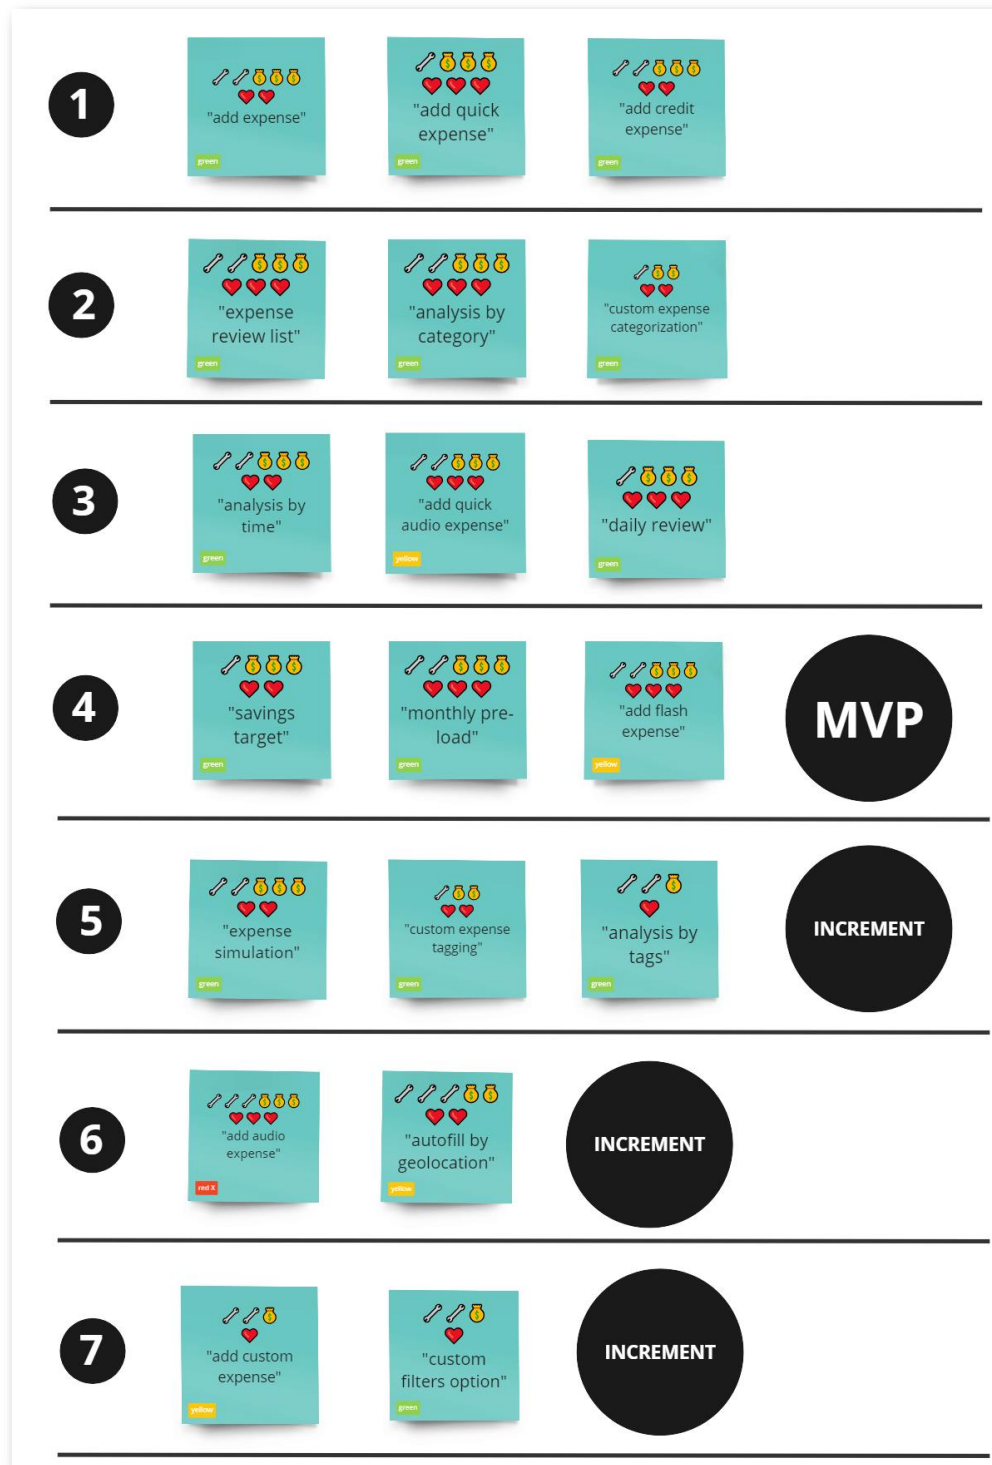 1
"add expense"
green
"add quick
expense"
green
"add credit
expense"
green
2
"expense
review list"
green
"analysis by
category"
green
"custom expense
categorization"
green
3
"analysis by
time"
green
"add quick
audio expense"
yellow
"daily review"
green
4
"savings
target"
green
"monthly pre-
load"
green
"add flash
expense"
yellow
MVP
5
"expense
simulation"
green
"custom expense
tagging"
green
"analysis by
tags"
green
INCREMENT
6
"add audio
expense"
red X
"autofill by
geolocation"
yellow
INCREMENT
7
"add custom
expense"
yellow
"custom
filters option"
green
INCREMENT